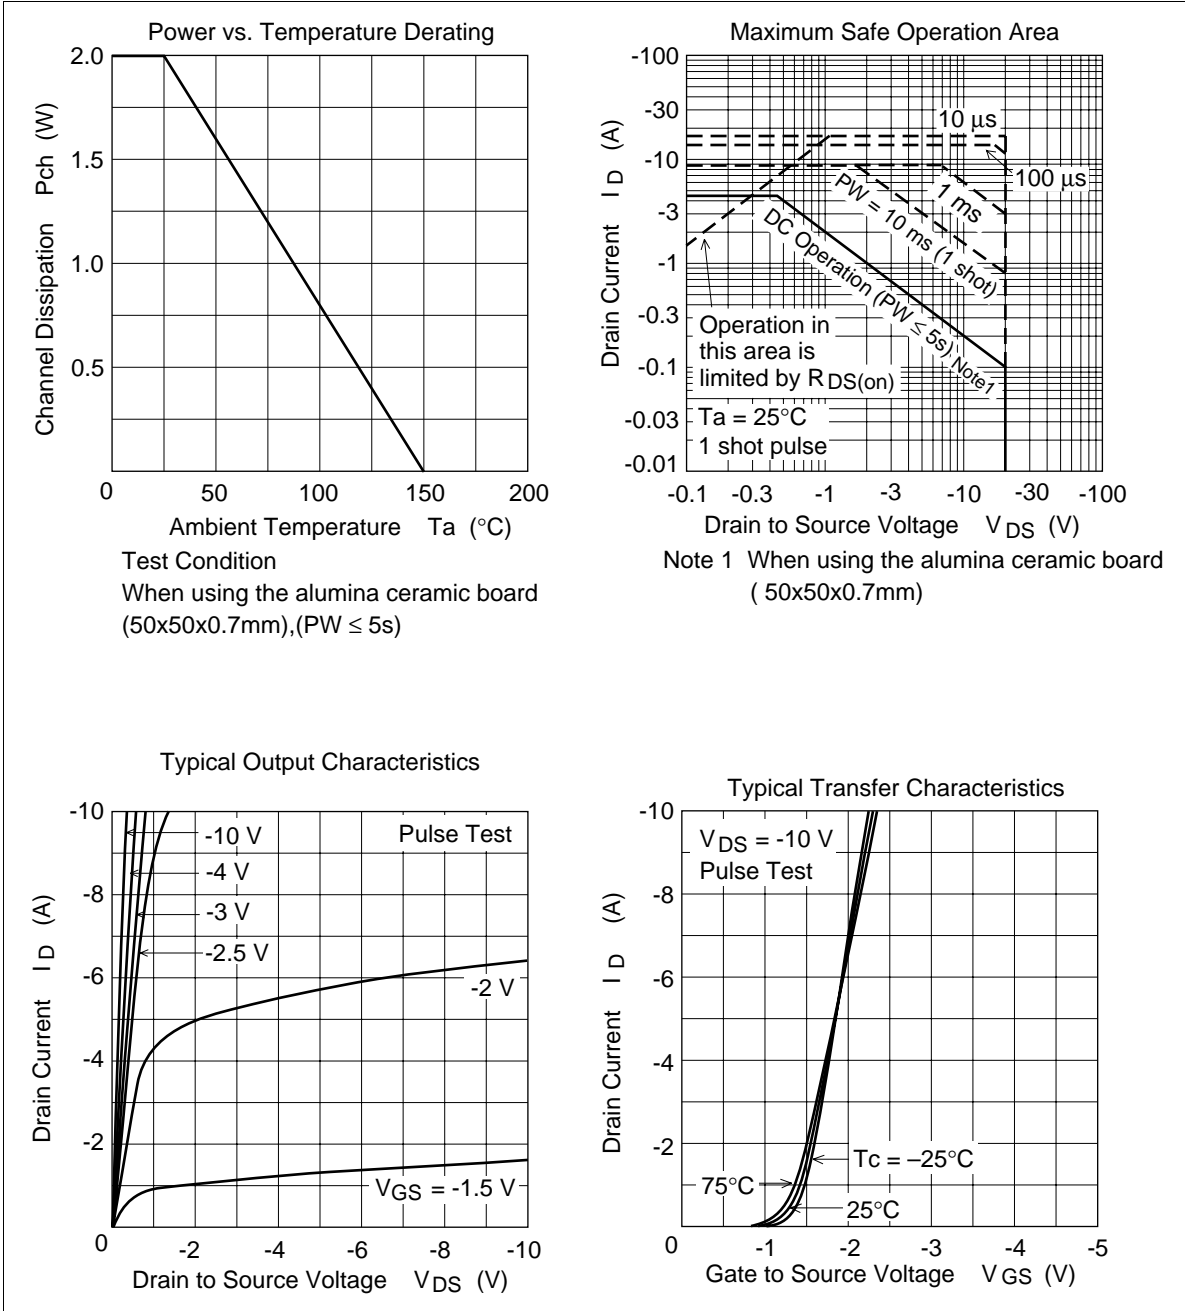 Power vs. Temperature Derating
2.0
1.5
1.0
0.5
0
50
100
150
200
Channel Dissipation Pch (W)
Ambient Temperature Ta (°C)
Test Condition
When using the alumina ceramic board
(50x50x0.7mm),(PW ≤ 5s)
Maximum Safe Operation Area
-100
-30
-10
-3
-1
-0.3
-0.1
-0.03
-0.01
Drain Current I D (A)
10 μs
100 μs
1 ms
PW = 10 ms (1 shot)
DC Operation (PW ≤ 5s) Note1
Operation in
this area is
limited by R DS(on)
Ta = 25°C
1 shot pulse
-0.1
-0.3
-1
-3
-10
-30
-100
Drain to Source Voltage V DS (V)
Note 1 When using the alumina ceramic board
( 50x50x0.7mm)
Typical Output Characteristics
-10
-8
-6
-4
-2
0
Drain Current I D (A)
-10 V
-4 V
-3 V
-2.5 V
Pulse Test
-2 V
VGS = -1.5 V
-2
-4
-6
-8
-10
Drain to Source Voltage V DS (V)
Typical Transfer Characteristics
-10
-8
-6
-4
-2
0
Drain Current I D (A)
V DS = -10 V
Pulse Test
Tc = –25°C
75°C
25°C
-1
-2
-3
-4
-5
Gate to Source Voltage V GS (V)